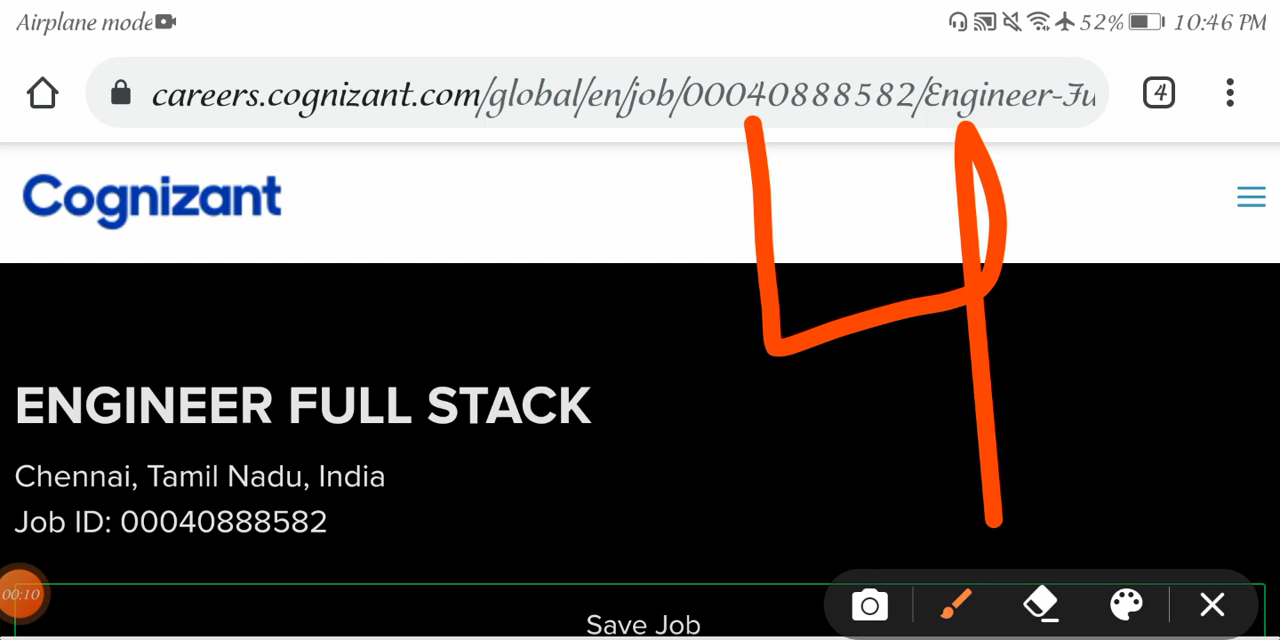 Airplane mode 52% 10:46 PM
careers.cognizant.com/global/en/job/00040888582/Engineer-Fu
4
Cognizant
4
ENGINEER FULL STACK
Chennai, Tamil Nadu, India
Job ID: 00040888582
00:10
Save Job